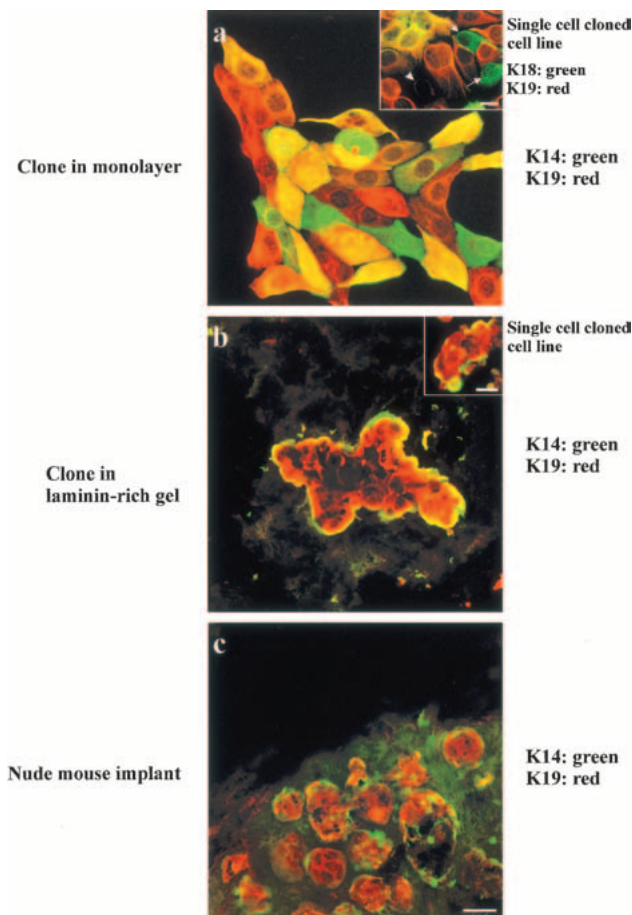 a
Single cell cloned
cell line
K18: green
K19: red
Clone in monolayer
K14: green
K19: red
b
Single cell cloned
cell line
Clone in
laminin-rich gel
K14: green
K19: red
c
Nude mouse implant
K14: green
K19: red